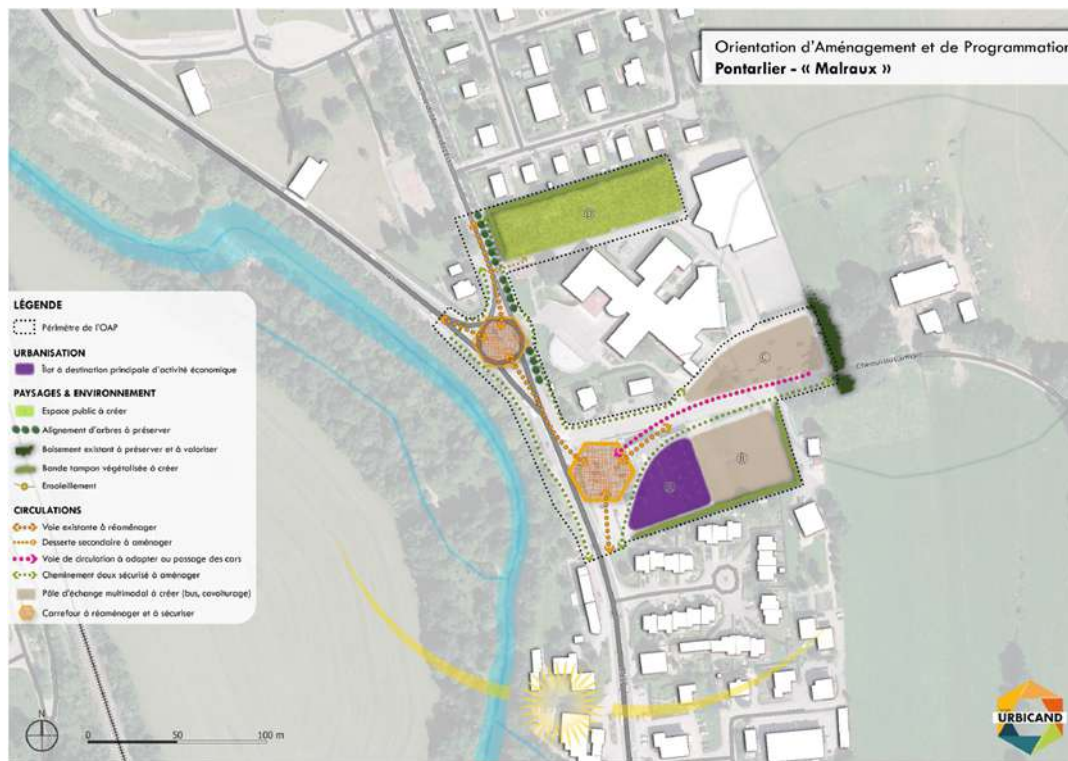 Orientation d'Aménagement et de Programmation
Pontarlier - « Malraux »
D
C
B
LÉGENDE
Périmètre de l'OAP
URBANISATION
Îlot à destination principale d'activité économique
PAYSAGES & ENVIRONNEMENT
Espace public à créer
Alignement d'arbres à préserver
Boisement existant à préserver et à valoriser
Bande tampon végétalisée à créer
Ensoleillement
CIRCULATIONS
Voie existante à réaménager
Desserte secondaire à aménager
Voie de circulation à adapter au passage des cars
Cheminement doux sécurisé à aménager
Pôle d'échange multimodal à créer (bus, covoiturage)
Carrefour à réaménager et à sécuriser
N
0 50 100 m
URBICAND